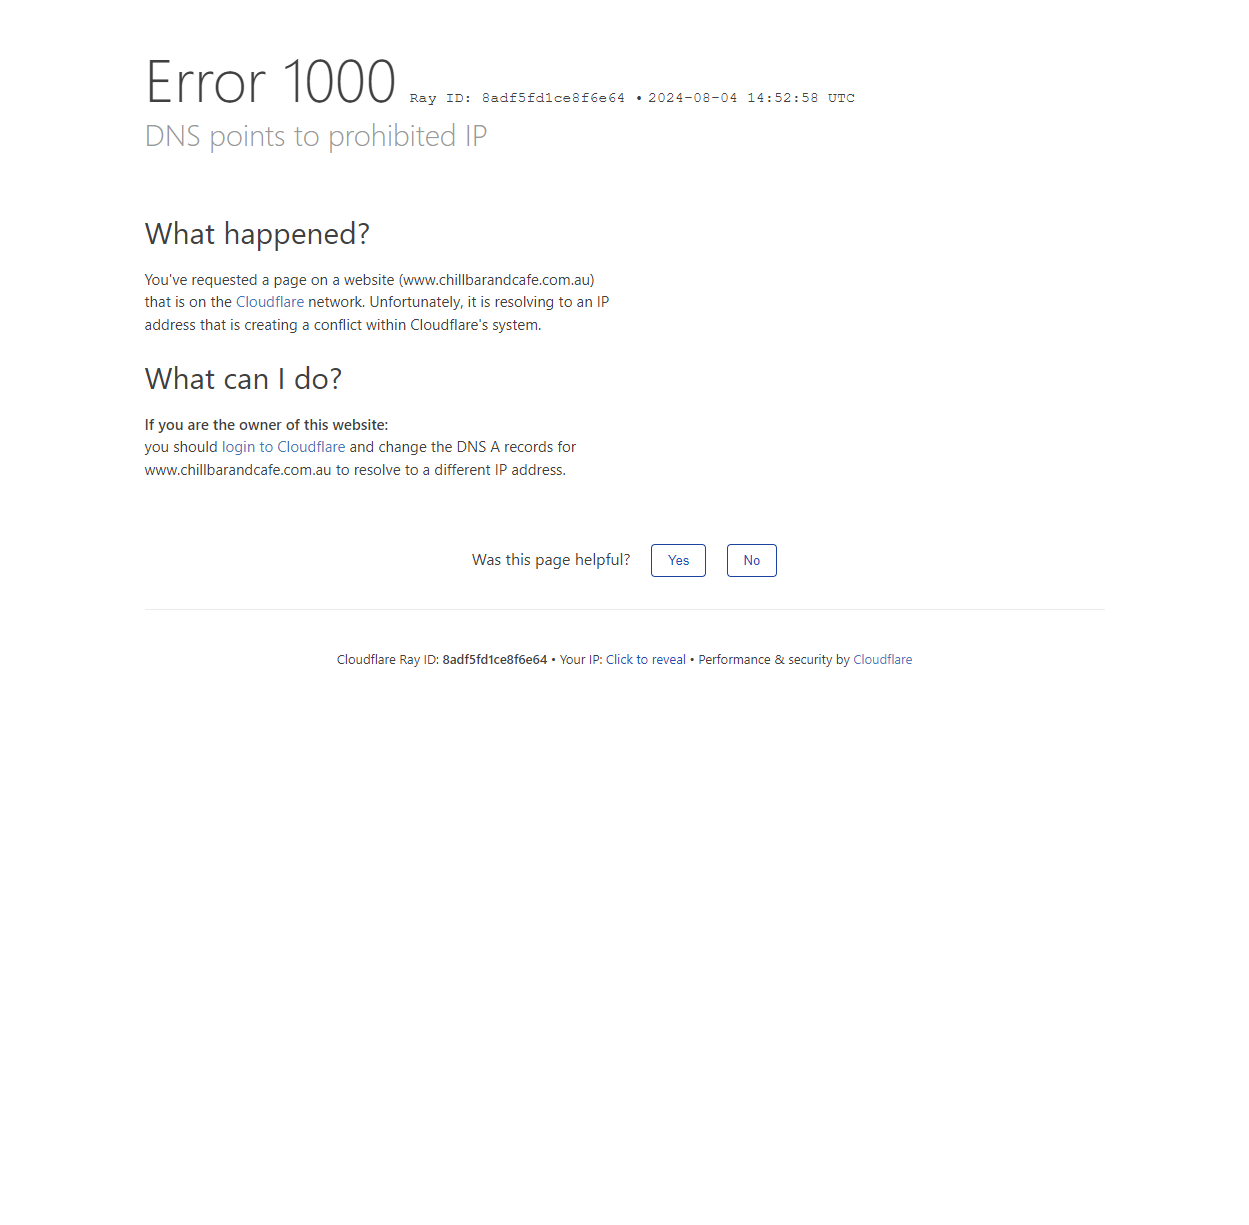 Error 1000 Ray ID: 8adf5fd1ce8f6e64 • 2024-08-04 14:52:58 UTC
DNS points to prohibited IP
What happened?
You've requested a page on a website (www.chillbarandcafe.com.au)
that is on the Cloudflare network. Unfortunately, it is resolving to an IP
address that is creating a conflict within Cloudflare's system.
What can I do?
If you are the owner of this website:
you should login to Cloudflare and change the DNS A records for
www.chillbarandcafe.com.au to resolve to a different IP address.
Was this page helpful? Yes No
Cloudflare Ray ID: 8adf5fd1ce8f6e64 • Your IP: Click to reveal • Performance & security by Cloudflare